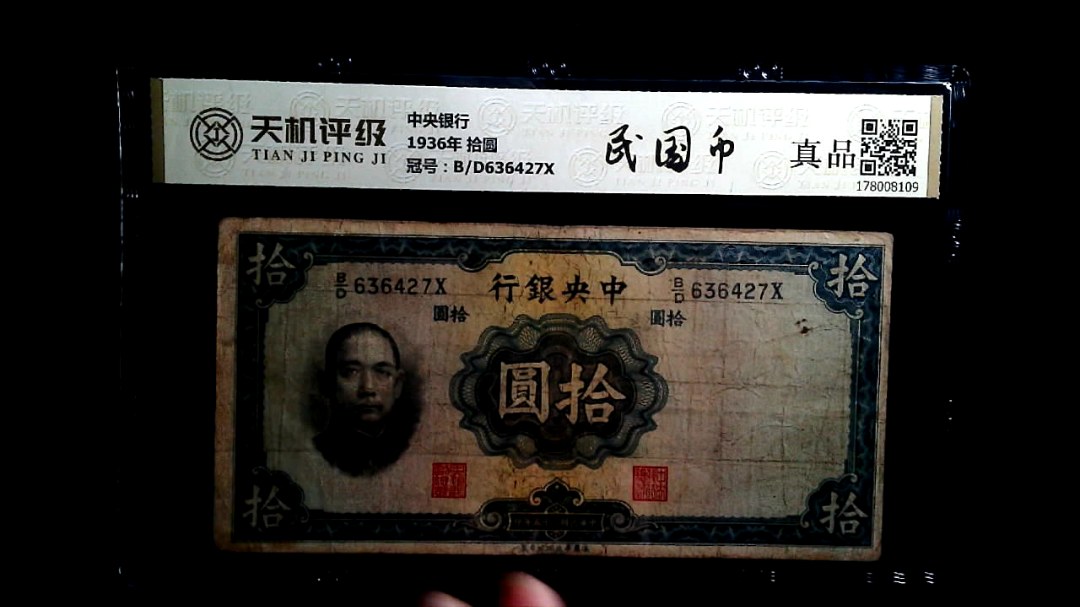 天机评级
TIAN JI PING JI
中央银行
1936年 拾圆
冠号：B/D636427X
民国币
真品
178008109
拾
拾
B/D 636427X
行銀央中
B/D 636427X
圓拾
圓拾
圓拾
拾
拾